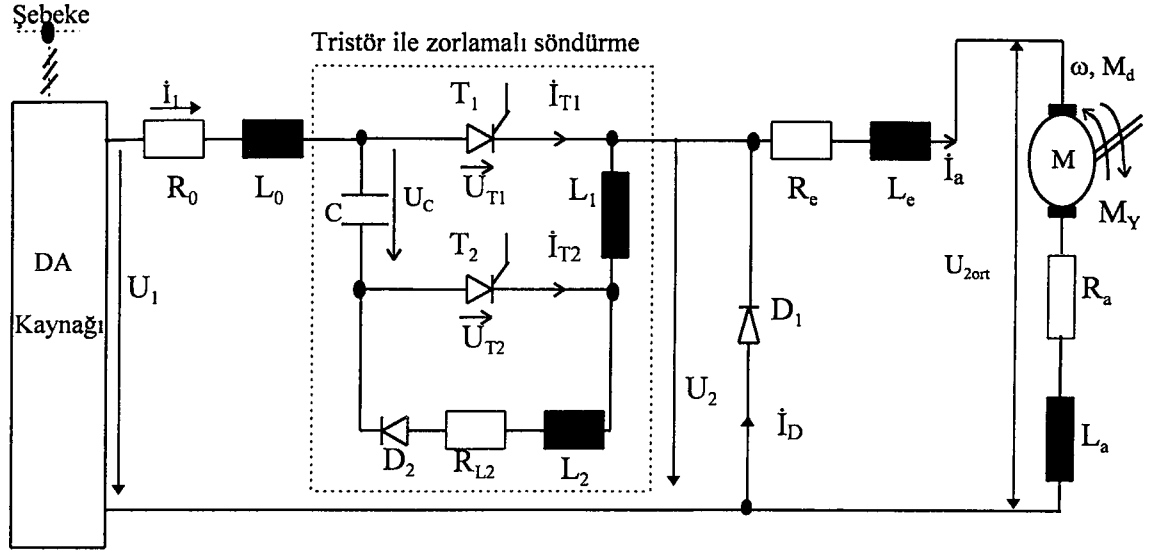 Şebeke
Tristör ile zorlamalı söndürme
İ₁
T₁
İT1
ω, Md
R₀
L₀
UT1
UC
C
L₁
Re
Le
İa
M
MY
DA
Kaynağı
U₁
T₂
İT2
UT2
U2ort
Ra
D₁
U₂
İD
D₂
RL2
L₂
La